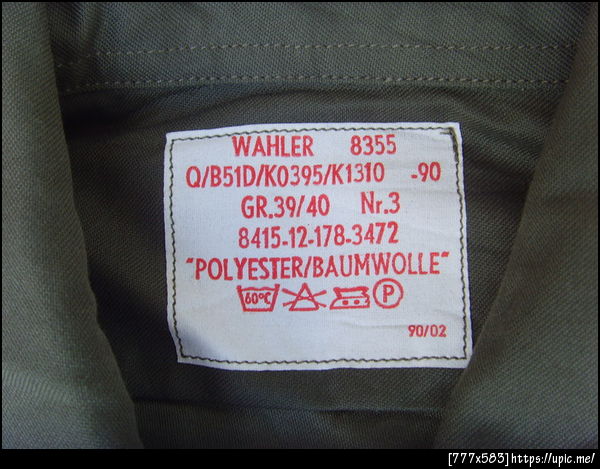 WAHLER 8355
Q/B51D/K0395/K1310 -90
GR.39/40 Nr.3
8415-12-178-3472
"POLYESTER/BAUMWOLLE"
60°C P
90/02
[777x583]https://upic.me/